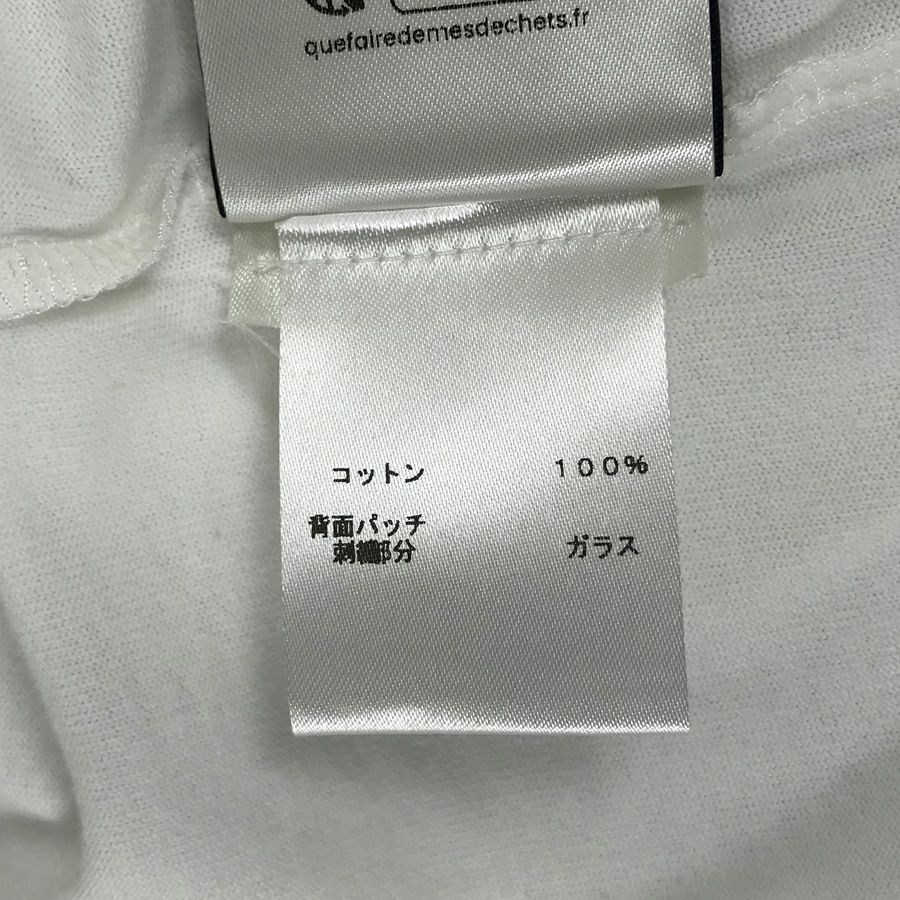 quefairedemesdechets.fr
コットン 100%
背面パッチ
刺繍部分 ガラス